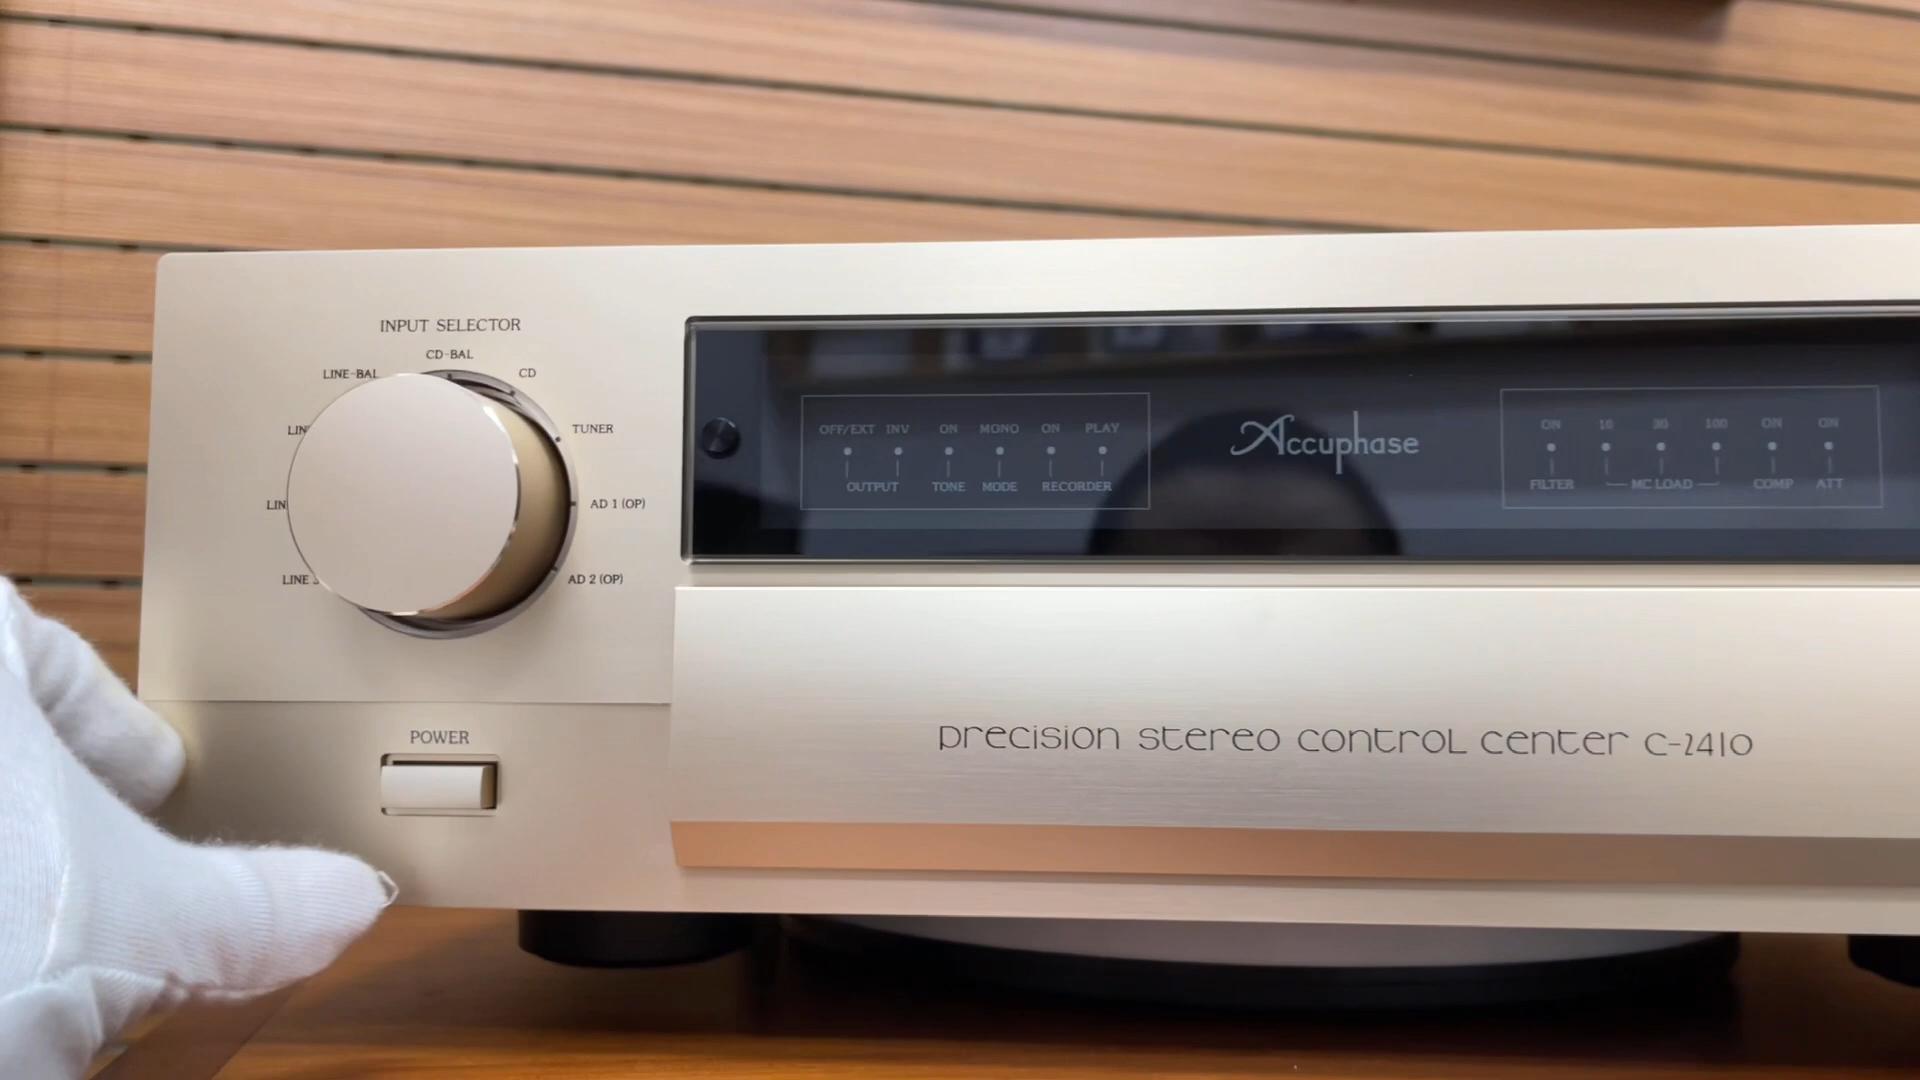 INPUT SELECTOR
CD-BAL
LINE-BAL
CD
TUNER
AD 1 (OP)
LINE
AD 2 (OP)
POWER
OFF/EXT INV ON MONO ON PLAY
OUTPUT TONE MODE RECORDER
Accuphase
ON 10 30 100 ON ON
FILTER MC LOAD COMP ATT
precision stereo control center C-2410